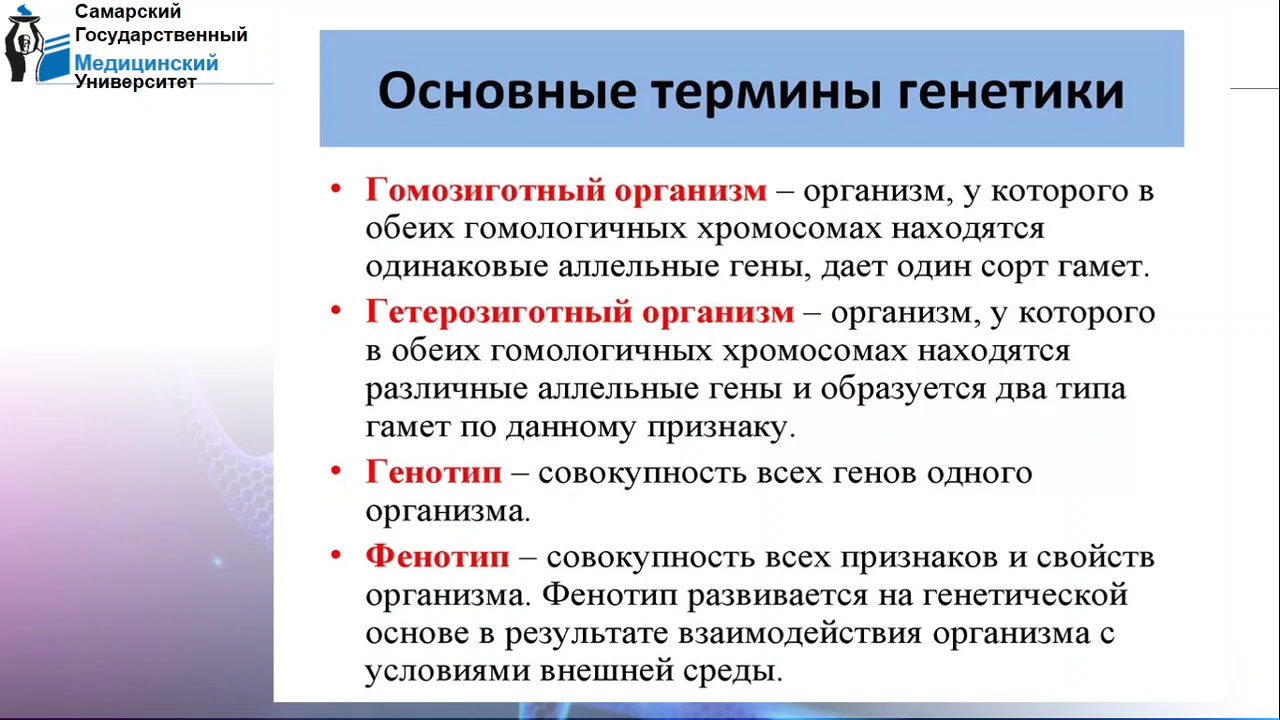 Самарский
Государственный
Медицинский
Университет
Основные термины генетики
• Гомозиготный организм – организм, у которого в
обеих гомологичных хромосомах находятся
одинаковые аллельные гены, дает один сорт гамет.
• Гетерозиготный организм – организм, у которого
в обеих гомологичных хромосомах находятся
различные аллельные гены и образуется два типа
гамет по данному признаку.
• Генотип – совокупность всех генов одного
организма.
• Фенотип – совокупность всех признаков и свойств
организма. Фенотип развивается на генетической
основе в результате взаимодействия организма с
условиями внешней среды.